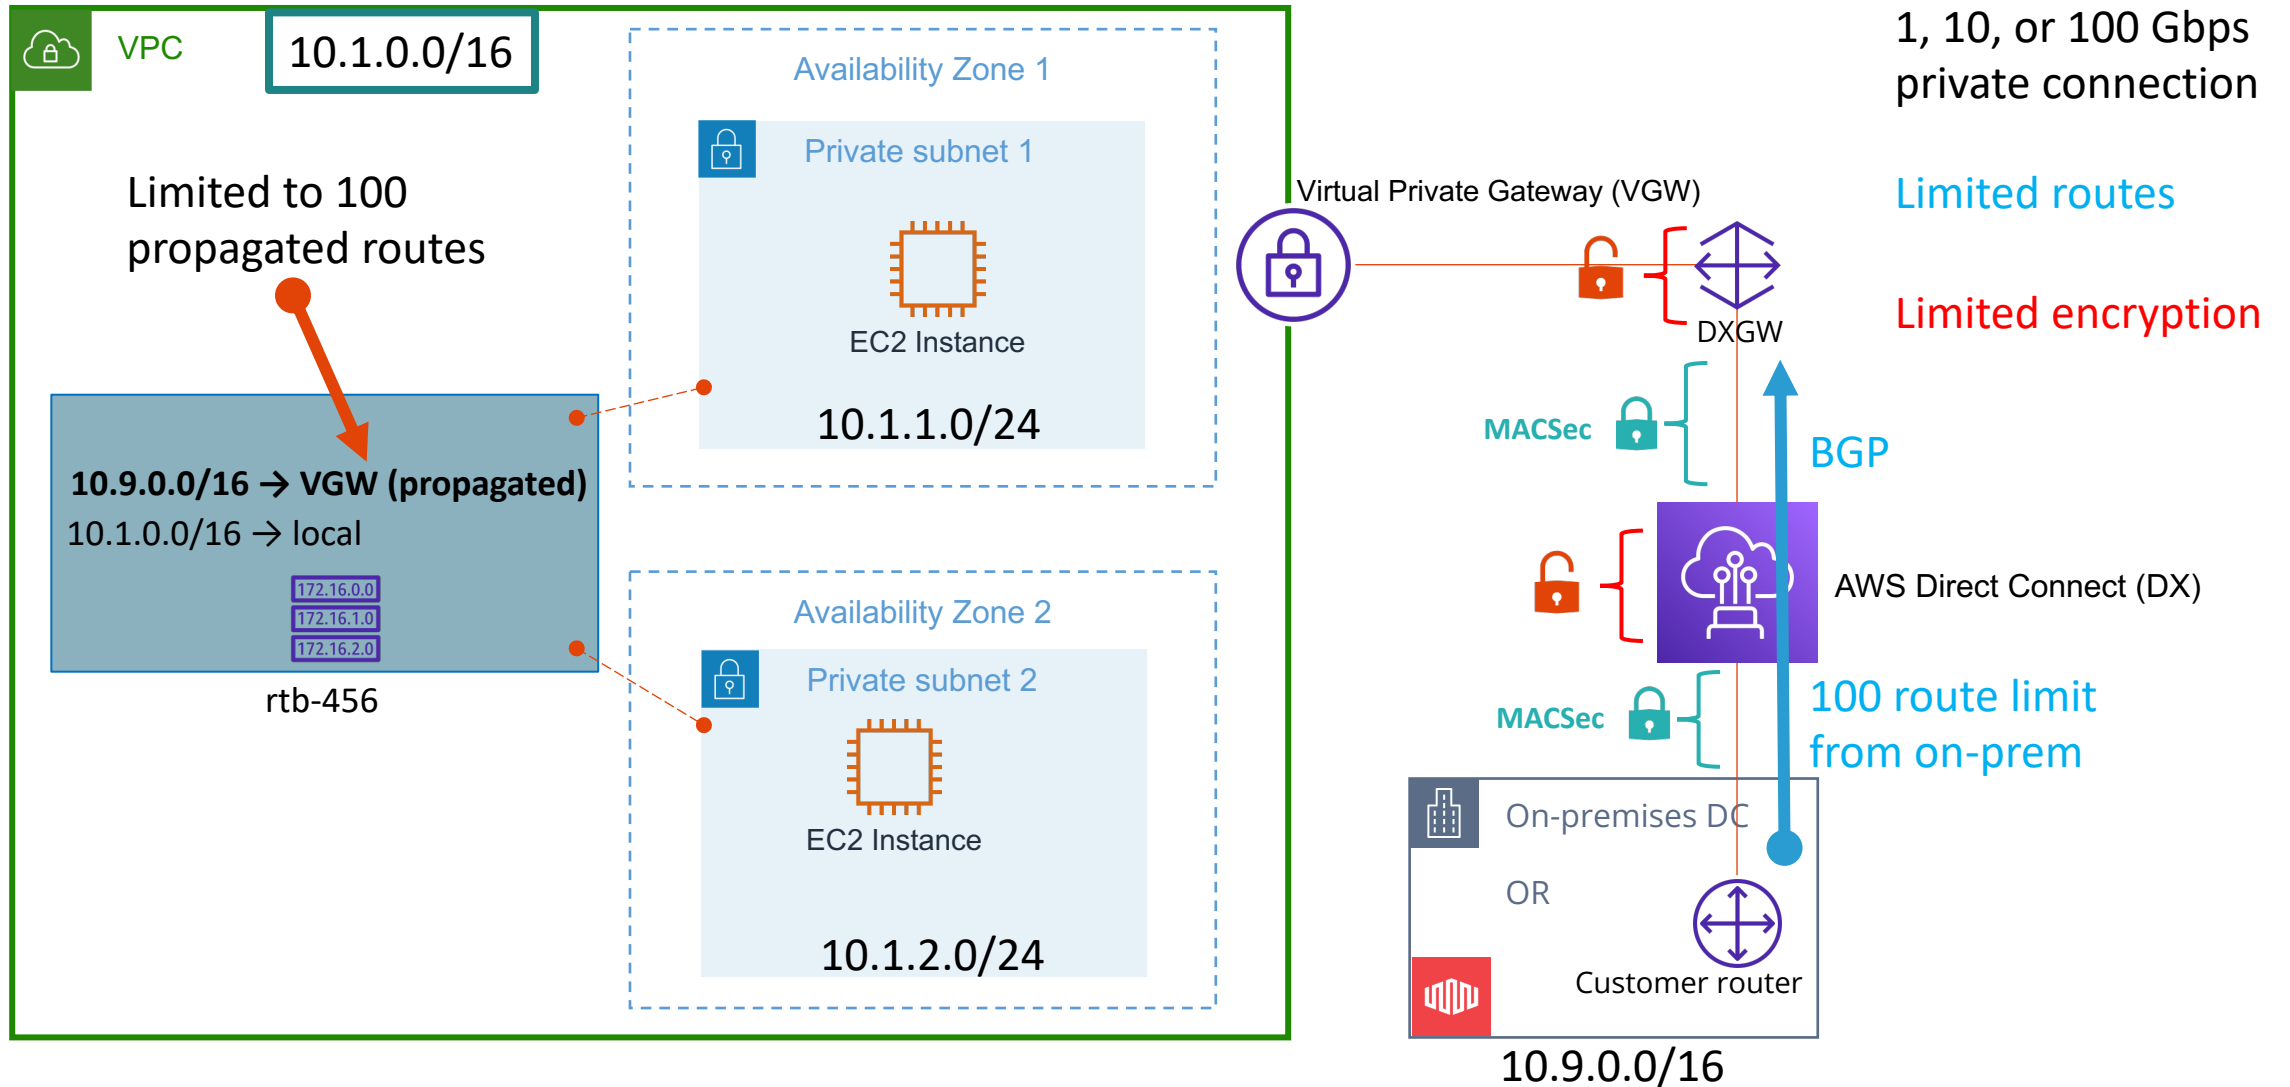 VPC
10.1.0.0/16
Limited to 100
propagated routes
10.9.0.0/16 → VGW (propagated)
10.1.0.0/16 → local
172.16.0.0
172.16.1.0
172.16.2.0
rtb-456
Availability Zone 1
Private subnet 1
EC2 Instance
10.1.1.0/24
Availability Zone 2
Private subnet 2
EC2 Instance
10.1.2.0/24
Virtual Private Gateway (VGW)
DXGW
MACSec
BGP
AWS Direct Connect (DX)
MACSec
100 route limit
from on-prem
On-premises DC
OR
Customer router
10.9.0.0/16
1, 10, or 100 Gbps
private connection
Limited routes
Limited encryption